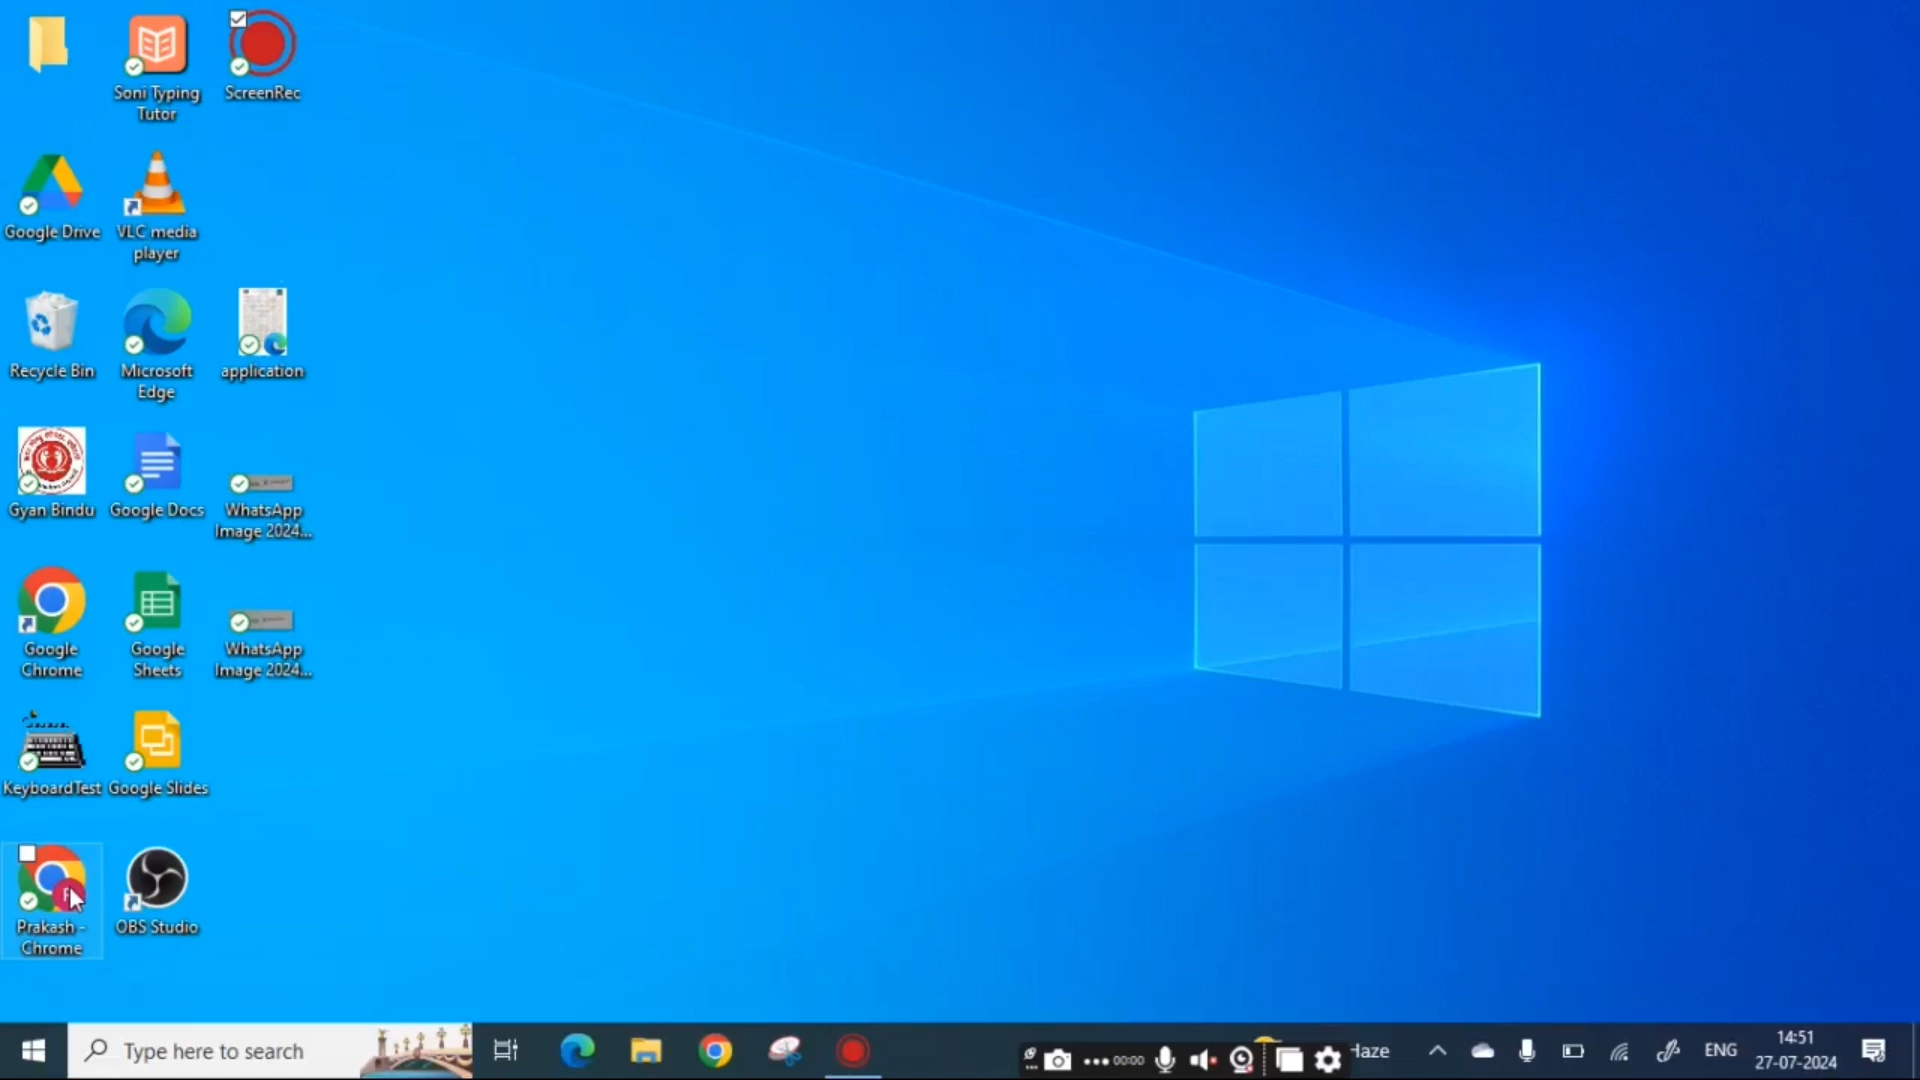 Soni Typing
Tutor
ScreenRec
Google Drive
VLC media
player
Recycle Bin
Microsoft
Edge
application
Gyan Bindu
Google Docs
WhatsApp
Image 2024...
Google
Chrome
Google
Sheets
WhatsApp
Image 2024...
KeyboardTest
Google Slides
Prakash -
Chrome
OBS Studio
Type here to search
00:00
Haze
ENG
14:51
27-07-2024